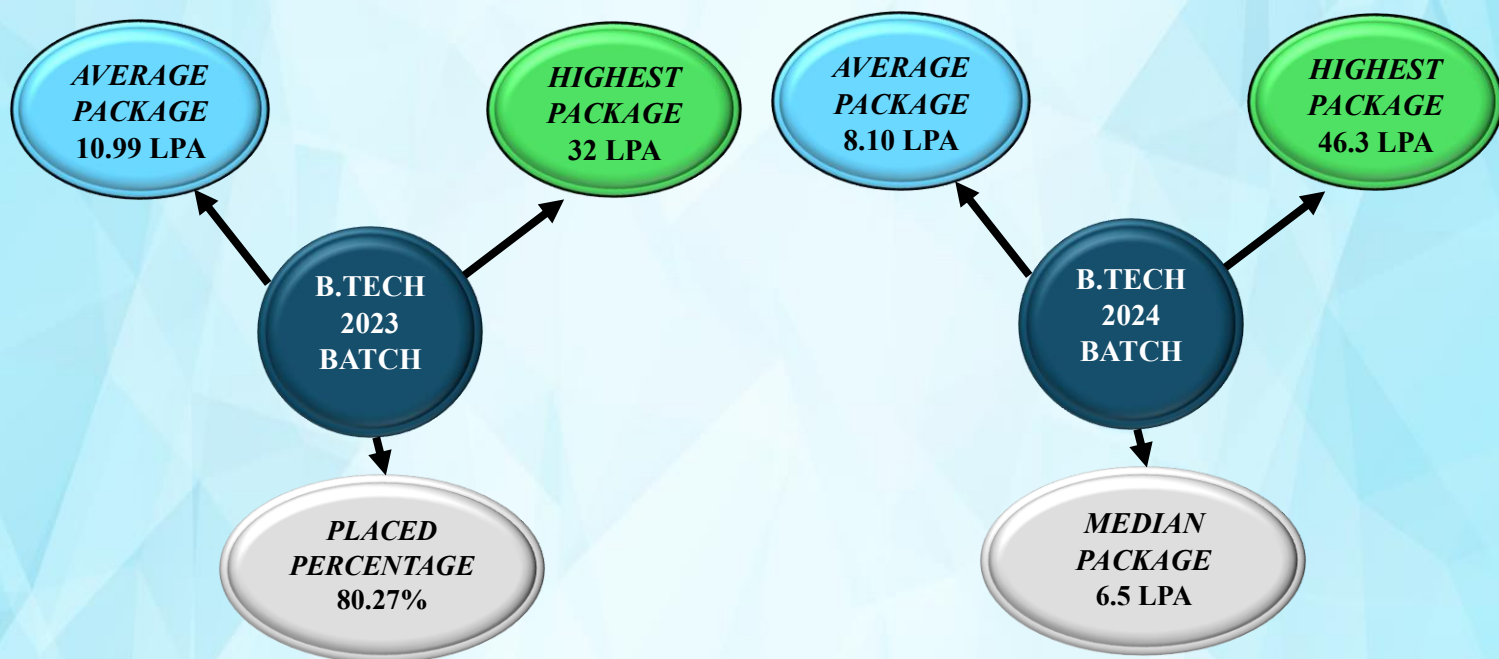 AVERAGE
PACKAGE
10.99 LPA
HIGHEST
PACKAGE
32 LPA
B.TECH
2023
BATCH
PLACED
PERCENTAGE
80.27%
AVERAGE
PACKAGE
8.10 LPA
HIGHEST
PACKAGE
46.3 LPA
B.TECH
2024
BATCH
MEDIAN
PACKAGE
6.5 LPA